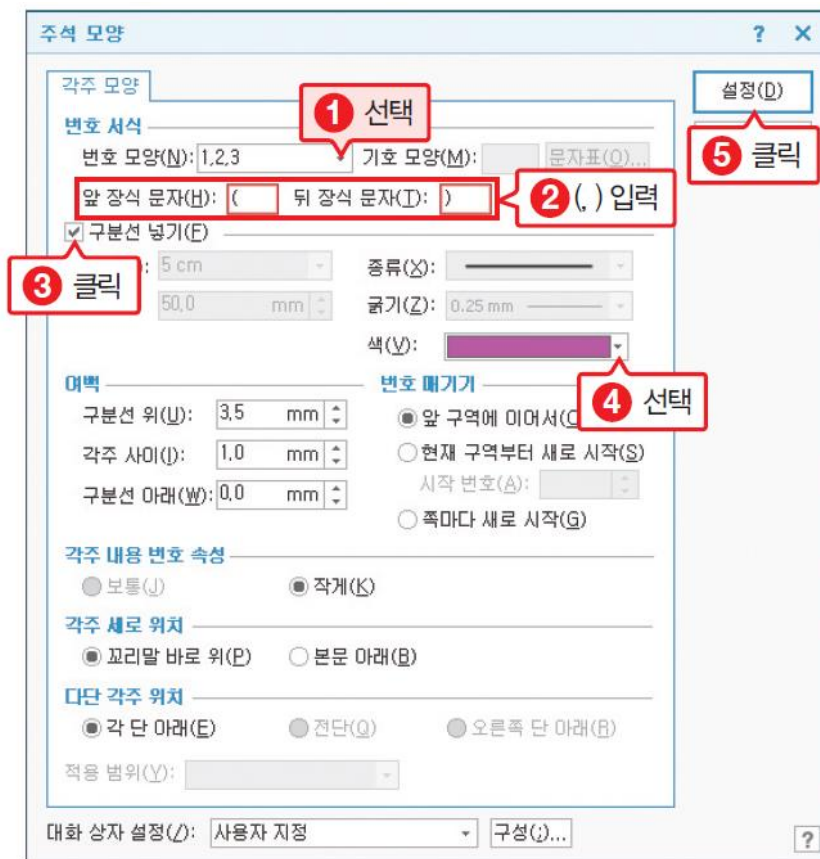 주석 모양 ? ×
각주 모양
설정(D)
❶ 선택
번호 서식
번호 모양(N): 1,2,3 기호 모양(M): 문자표(O)...
❺ 클릭
앞 장식 문자(H): ( 뒤 장식 문자(T): )
❷ (, ) 입력
구분선 넣기(F)
❸ 클릭
: 5 cm 종류(X):
50,0 mm 굵기(Z): 0.25 mm
색(V):
❹ 선택
여백 번호 매기기
구분선 위(U): 3,5 mm 앞 구역에 이어서(
각주 사이(I): 1,0 mm 현재 구역부터 새로 시작(S)
시작 번호(A):
구분선 아래(W): 0,0 mm
쪽마다 새로 시작(G)
각주 내용 번호 속성
보통(J) 작게(K)
각주 세로 위치
꼬리말 바로 위(P) 본문 아래(B)
다단 각주 위치
각 단 아래(E) 전단(Q) 오른쪽 단 아래(R)
적용 범위(Y):
대화 상자 설정(/): 사용자 지정 구성(;)... ?